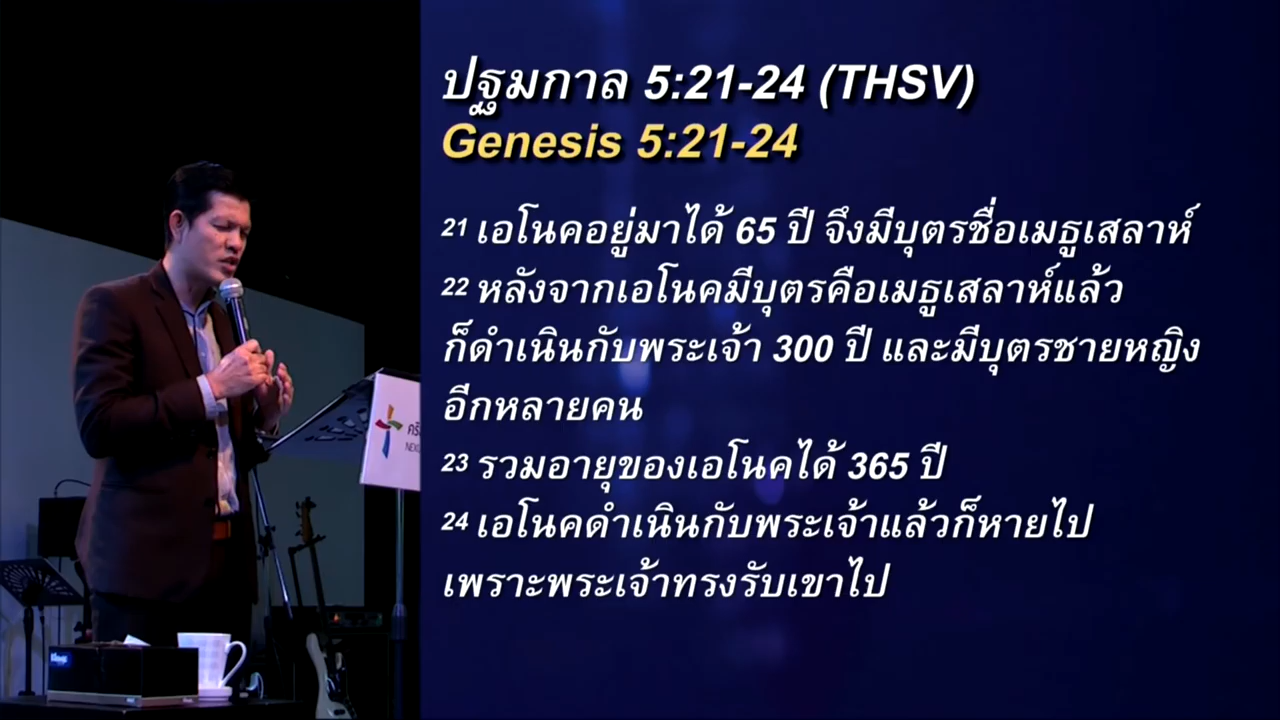 ปฐมกาล 5:21-24 (THSV)
Genesis 5:21-24
21 เอโนคอยู่มาได้ 65 ปี จึงมีบุตรชื่อเมธูเสลาห์
22 หลังจากเอโนคมีบุตรคือเมธูเสลาห์แล้ว
ก็ดำเนินกับพระเจ้า 300 ปี และมีบุตรชายหญิง
อีกหลายคน
23 รวมอายุของเอโนคได้ 365 ปี
24 เอโนคดำเนินกับพระเจ้าแล้วก็หายไป
เพราะพระเจ้าทรงรับเขาไป